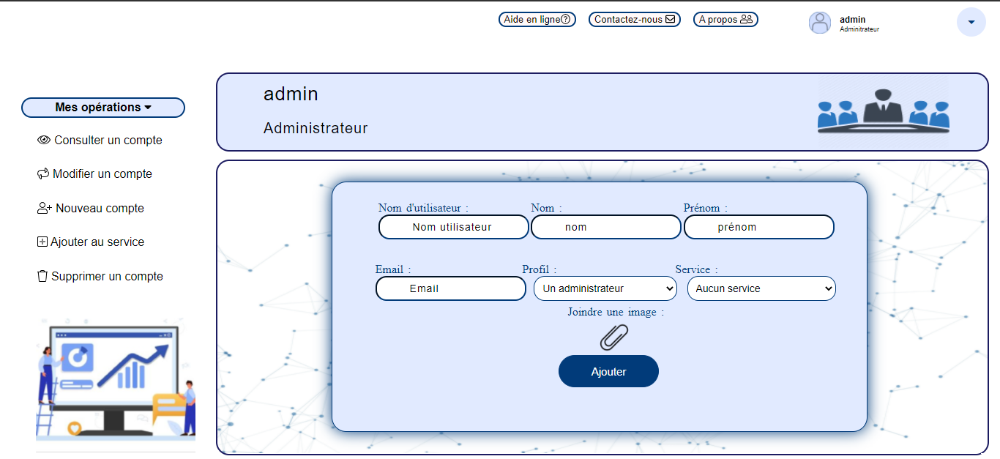 Aide en ligne
Contactez-nous
A propos
admin
Adminitrateur
Mes opérations
Consulter un compte
Modifier un compte
Nouveau compte
Ajouter au service
Supprimer un compte
admin
Administrateur
Nom d'utilisateur :
Nom :
Prénom :
Nom utilisateur
nom
prénom
Email :
Profil :
Service :
Email
Un administrateur
Aucun service
Joindre une image :
Ajouter